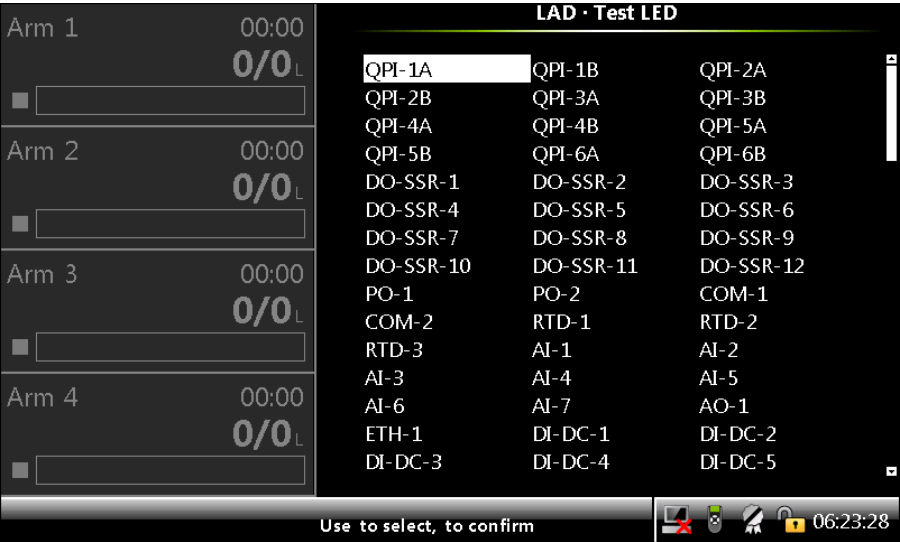 LAD · Test LED
Arm 1 00:00
0/0 L
Arm 2 00:00
0/0 L
Arm 3 00:00
0/0 L
Arm 4 00:00
0/0 L
QPI-1A QPI-1B QPI-2A
QPI-2B QPI-3A QPI-3B
QPI-4A QPI-4B QPI-5A
QPI-5B QPI-6A QPI-6B
DO-SSR-1 DO-SSR-2 DO-SSR-3
DO-SSR-4 DO-SSR-5 DO-SSR-6
DO-SSR-7 DO-SSR-8 DO-SSR-9
DO-SSR-10 DO-SSR-11 DO-SSR-12
PO-1 PO-2 COM-1
COM-2 RTD-1 RTD-2
RTD-3 AI-1 AI-2
AI-3 AI-4 AI-5
AI-6 AI-7 AO-1
ETH-1 DI-DC-1 DI-DC-2
DI-DC-3 DI-DC-4 DI-DC-5
Use to select, to confirm
06:23:28